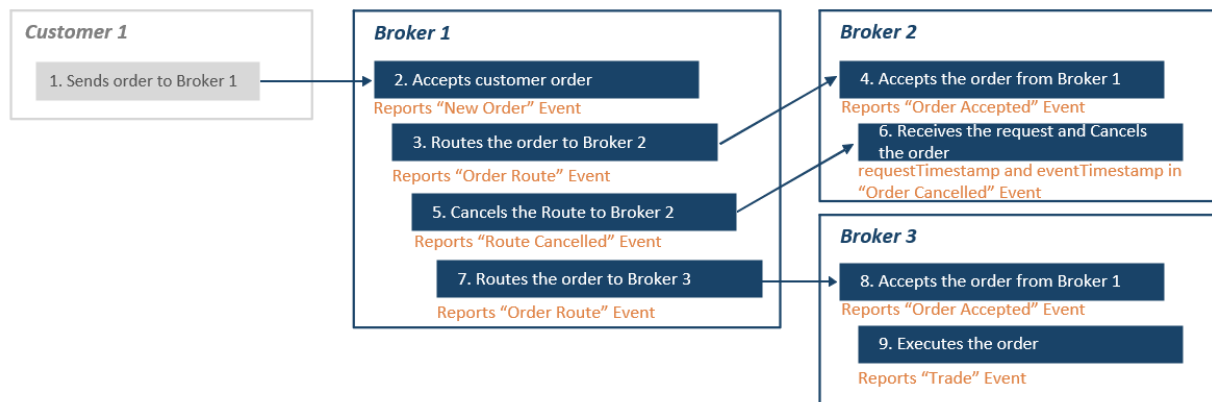 Customer 1
1. Sends order to Broker 1
Broker 1
2. Accepts customer order
Reports “New Order” Event
3. Routes the order to Broker 2
Reports “Order Route” Event
5. Cancels the Route to Broker 2
Reports “Route Cancelled” Event
7. Routes the order to Broker 3
Reports “Order Route” Event
Broker 2
4. Accepts the order from Broker 1
Reports “Order Accepted” Event
6. Receives the request and Cancels
the order
requestTimestamp and eventTimestamp in
“Order Cancelled” Event
Broker 3
8. Accepts the order from Broker 1
Reports “Order Accepted” Event
9. Executes the order
Reports “Trade” Event